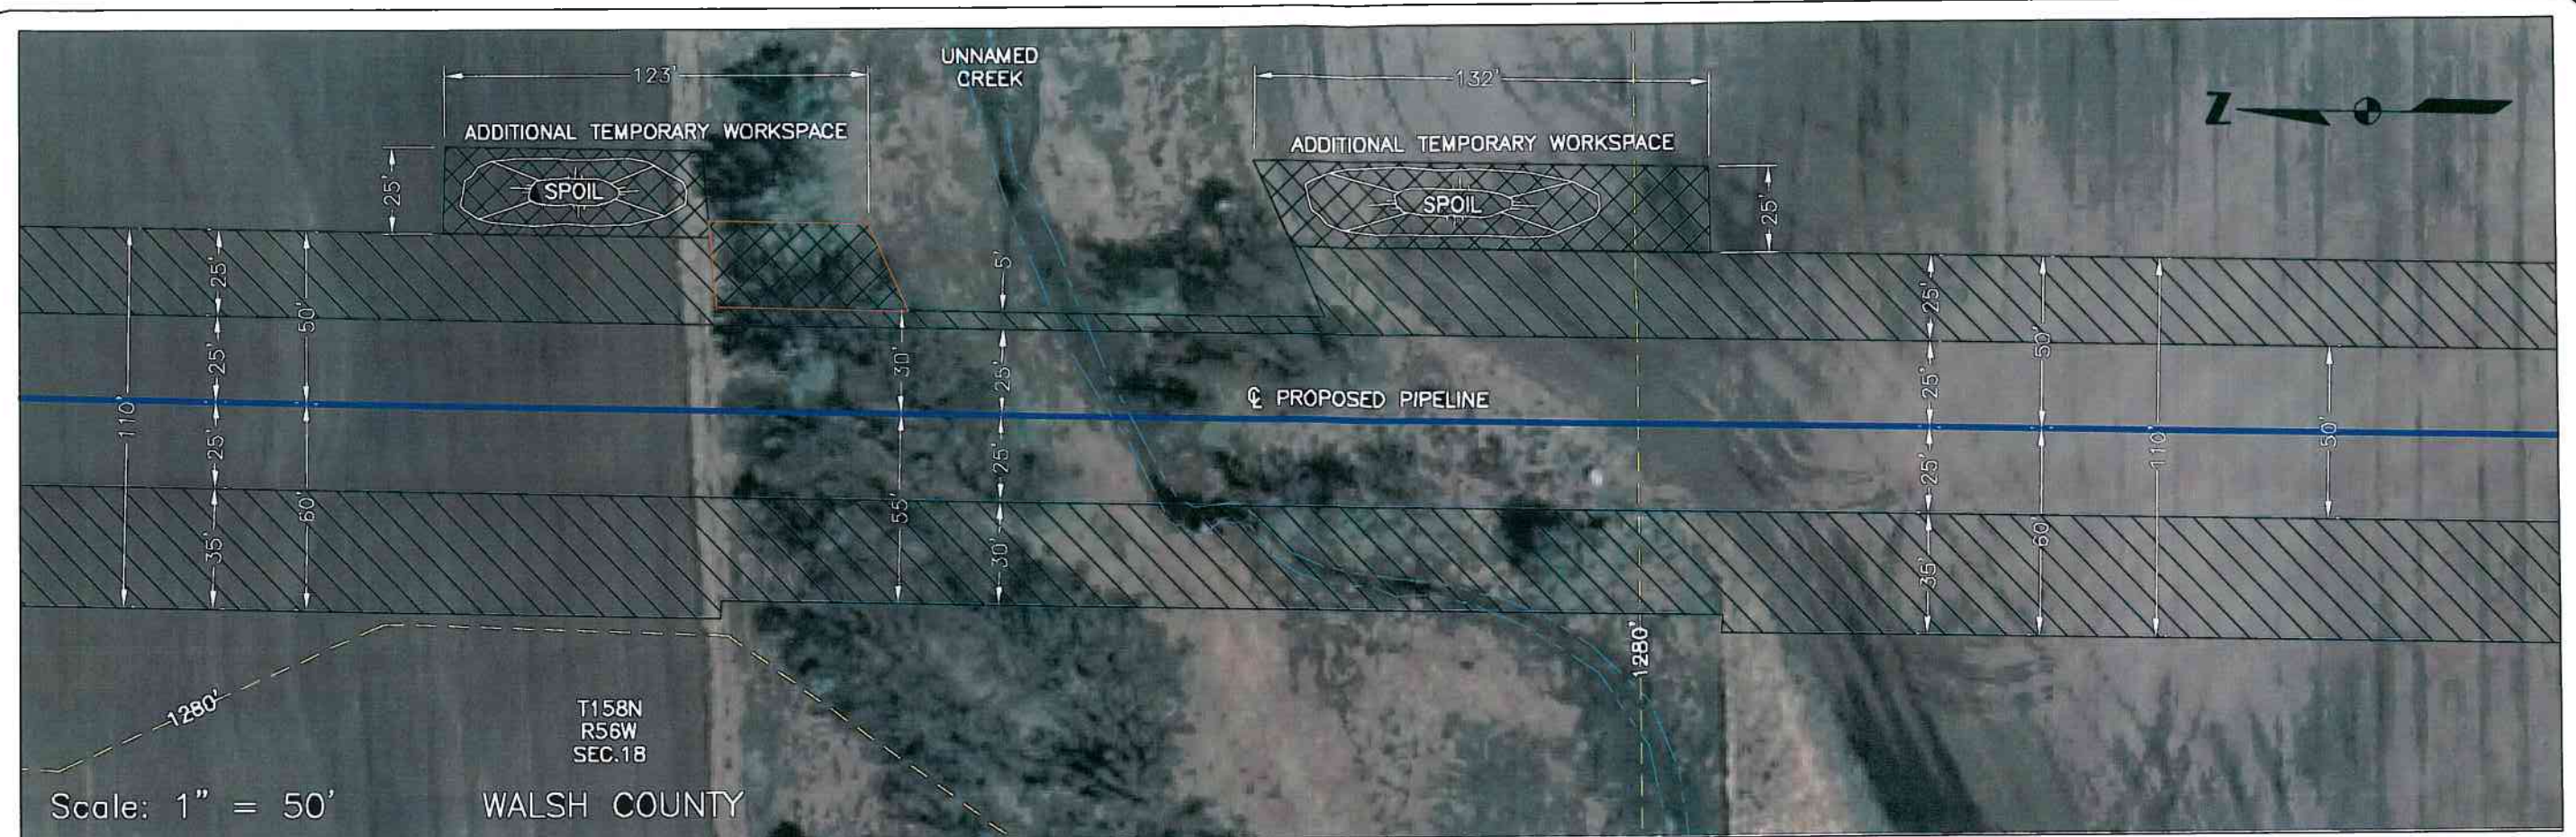 UNNAMED
CREEK
123'
132'
Z
ADDITIONAL TEMPORARY WORKSPACE
ADDITIONAL TEMPORARY WORKSPACE
25'
SPOIL
SPOIL
25'
110'
25'
25'
25'
35'
50'
60'
30'
55'
5'
25'
25'
30'
℄ PROPOSED PIPELINE
25'
25'
25'
35'
50'
60'
110'
50'
1280'
1280'
T158N
R56W
SEC.18
Scale: 1" = 50'
WALSH COUNTY